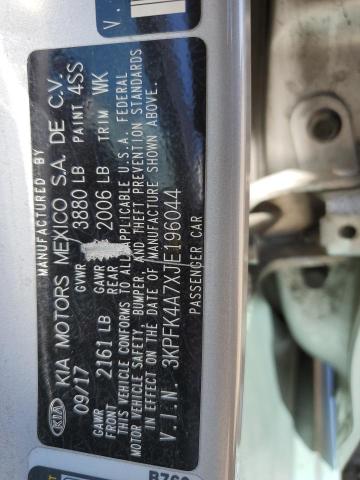 MANUFACTURED BY
KIA KIA MOTORS MEXICO S.A. DE C.V.
09/17 GVWR 3880 LB PAINT 4SS
GAWR FRONT 2161 LB GAWR REAR 2006 LB TRIM WK
THIS VEHICLE CONFORMS TO ALL APPLICABLE U.S.A. FEDERAL
MOTOR VEHICLE SAFETY, BUMPER, AND THEFT PREVENTION STANDARDS
IN EFFECT ON THE DATE OF MANUFACTURE SHOWN ABOVE.
V.I.N. 3KPFK4A7XJE196044
PASSENGER CAR
V.